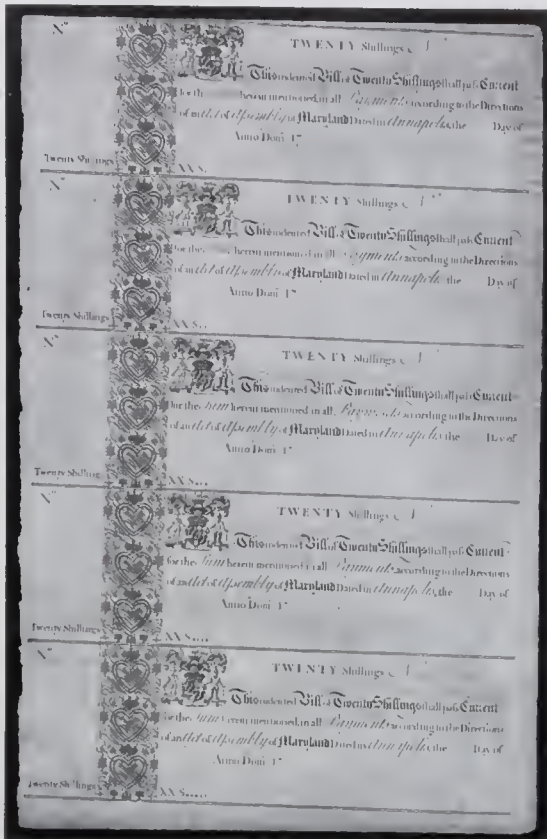 No
TWENTY Shillings
This indented Bill of Twenty Shillings shall pass Current
for the herein mentioned, in all Payments according to the Directions
of an Act of Assembly of Maryland Dated in Annapolis, the Day of
Anno Domi 17
Twenty Shillings XX S.
No
TWENTY Shillings
This indented Bill of Twenty Shillings shall pass Current
for the herein mentioned in all Payments according to the Directions
of an Act of Assembly of Maryland Dated in Annapolis, the Day of
Anno Domi 17
Twenty Shillings XX S..
No
TWENTY Shillings
This indented Bill of Twenty Shillings shall pass Current
for the Sum herein mentioned in all Payments according to the Directions
of an Act of Assembly of Maryland Dated in Annapolis, the Day of
Anno Domi 17
Twenty Shilling XX S...
No
TWENTY Shillings
This indented Bill of Twenty Shillings shall pass Current
for the Sum herein mentioned in all Payments according to the Directions
of an Act of Assembly of Maryland Dated in Annapolis, the Day of
Anno Domi 17
Twenty Shillings XX S....
No
TWENTY Shillings
This indented Bill of Twenty Shillings shall pass Current
for the Sum herein mentioned, in all Payments according to the Directions
of an Act of Assembly of Maryland Dated in Annapolis, the Day of
Anno Domi 17
Twenty Shillings XX S.....